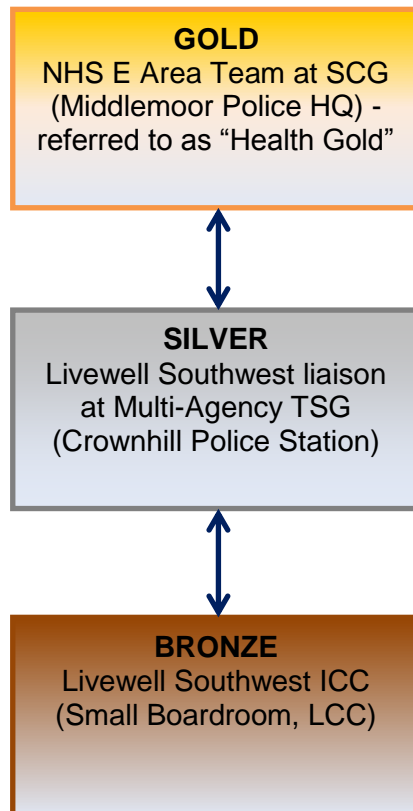 GOLD
NHS E Area Team at SCG
(Middlemoor Police HQ) -
referred to as “Health Gold”
SILVER
Livewell Southwest liaison
at Multi-Agency TSG
(Crownhill Police Station)
BRONZE
Livewell Southwest ICC
(Small Boardroom, LCC)